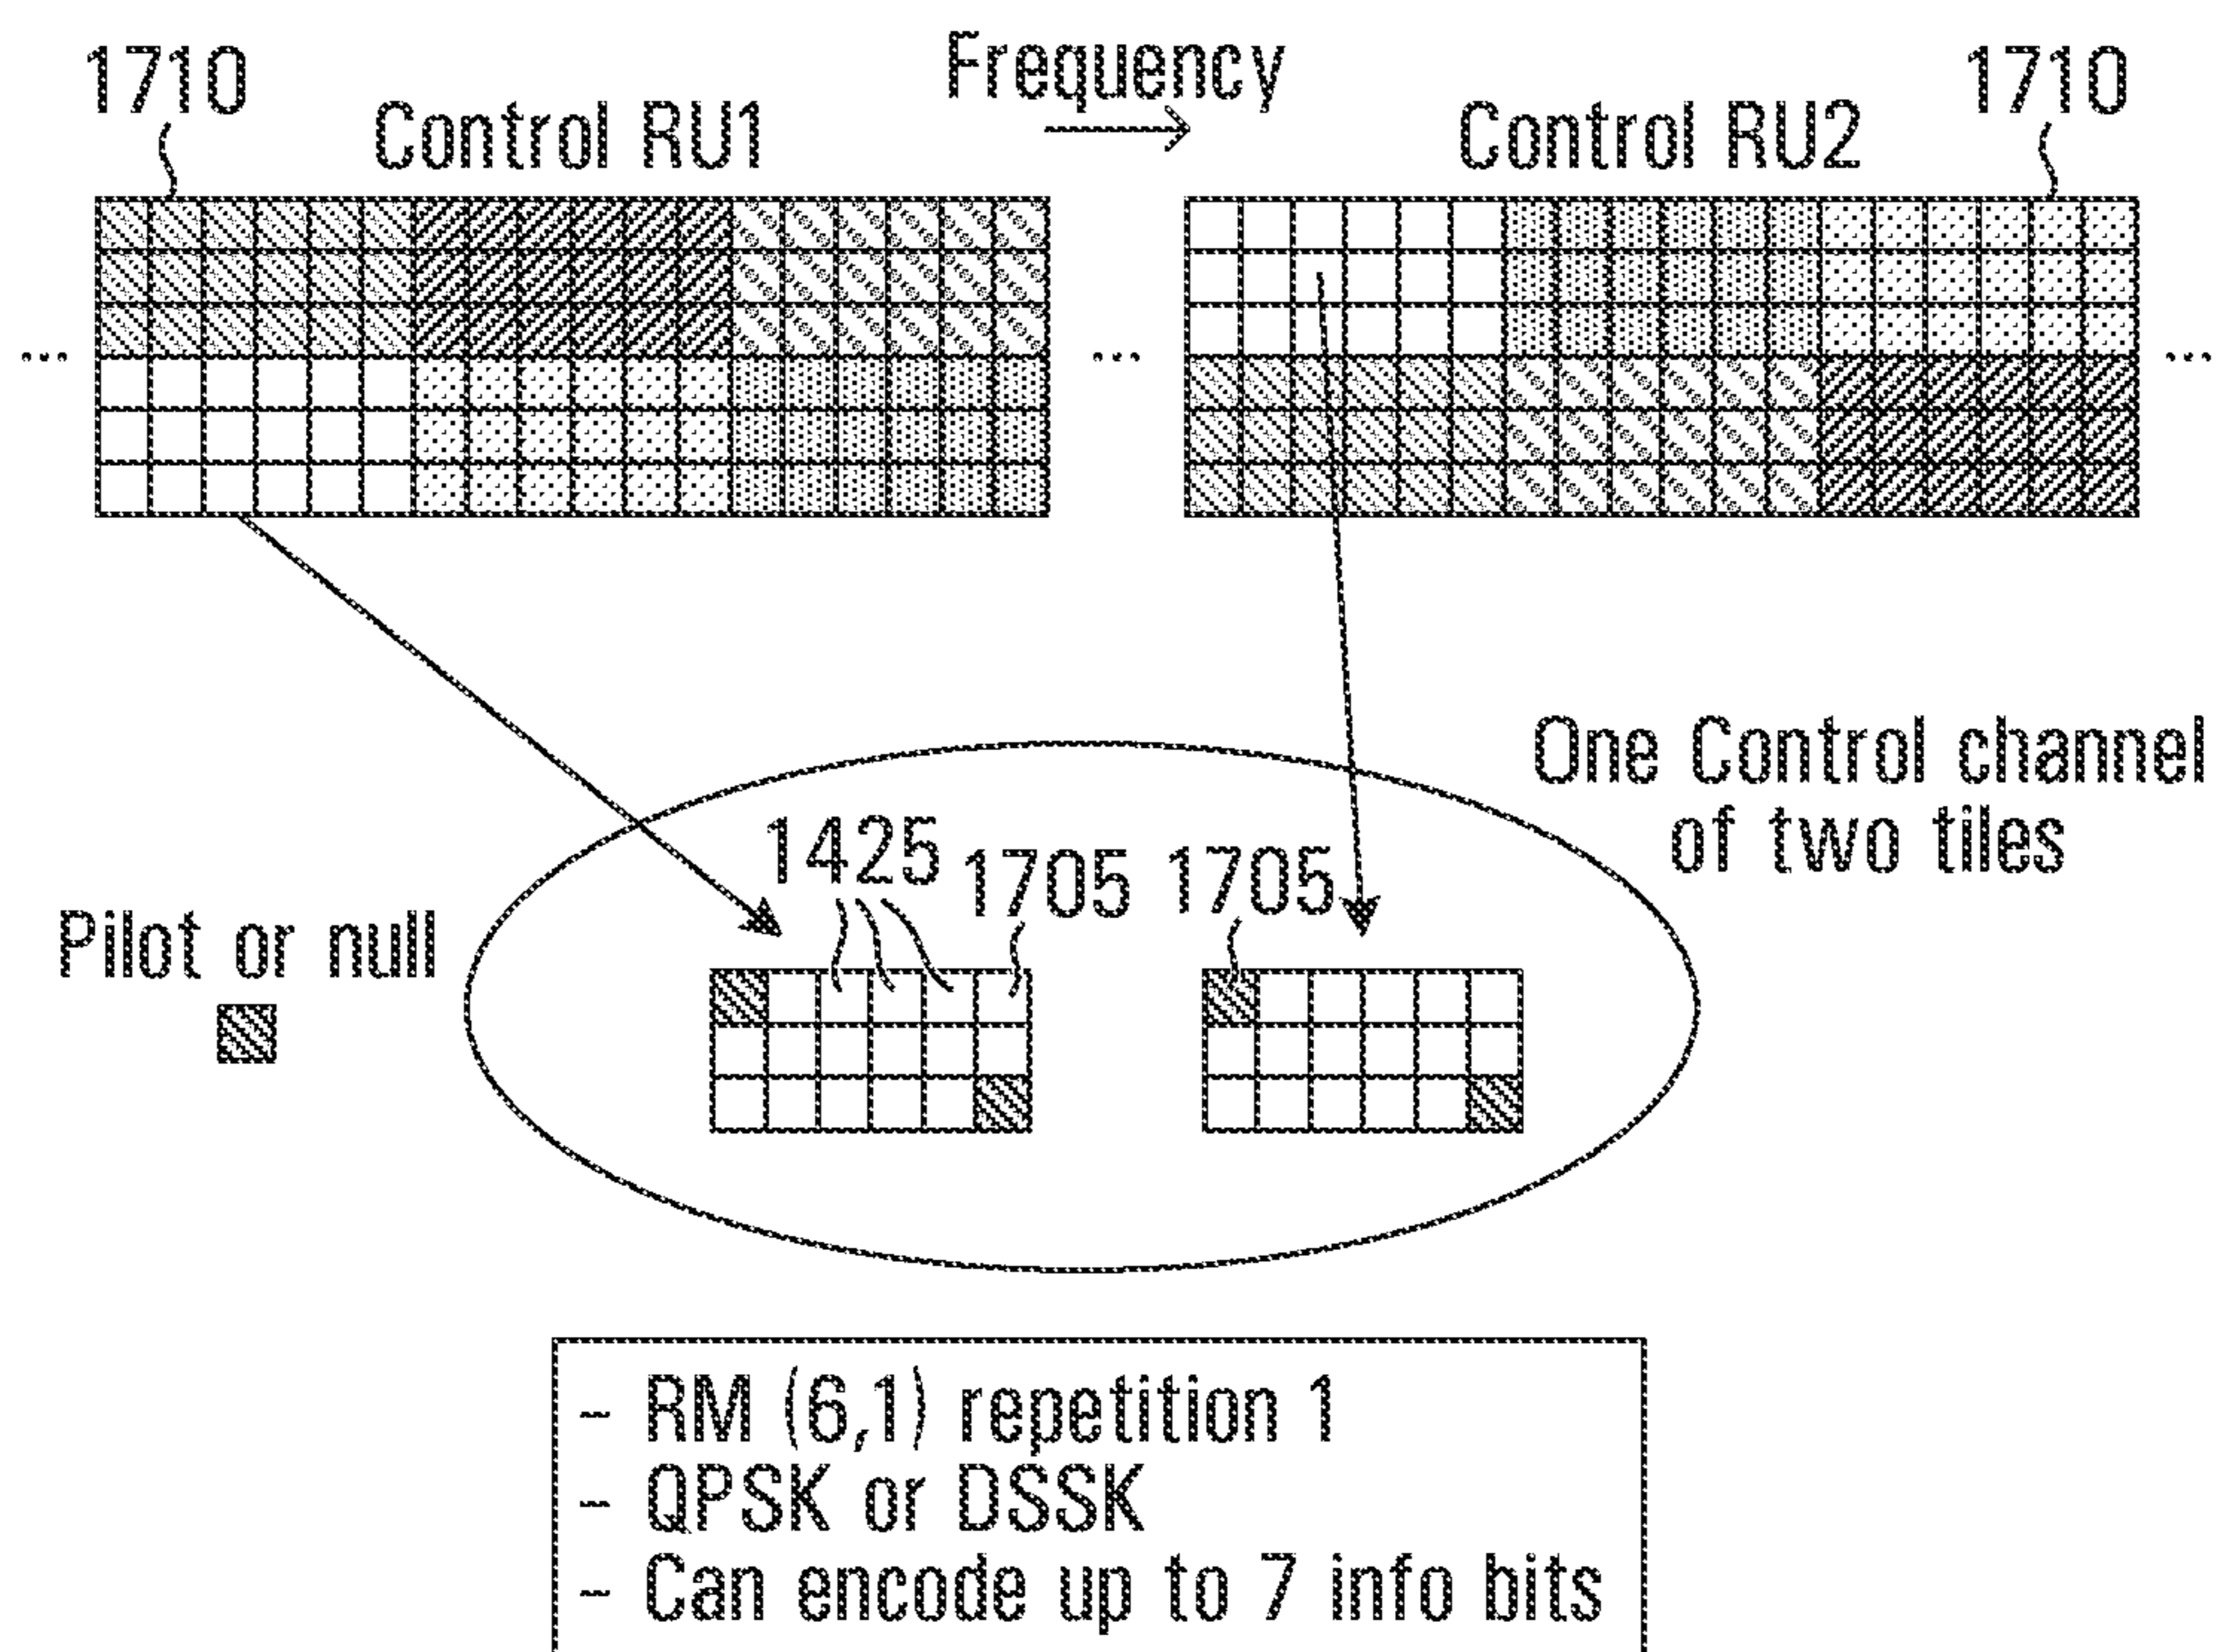 1710
Control RU1
Frequency
Control RU2
1710
...
...
...
One Control channel
of two tiles
1425
1705
1705
Pilot or null
- RM (6,1) repetition 1
- QPSK or DSSK
- Can encode up to 7 info bits